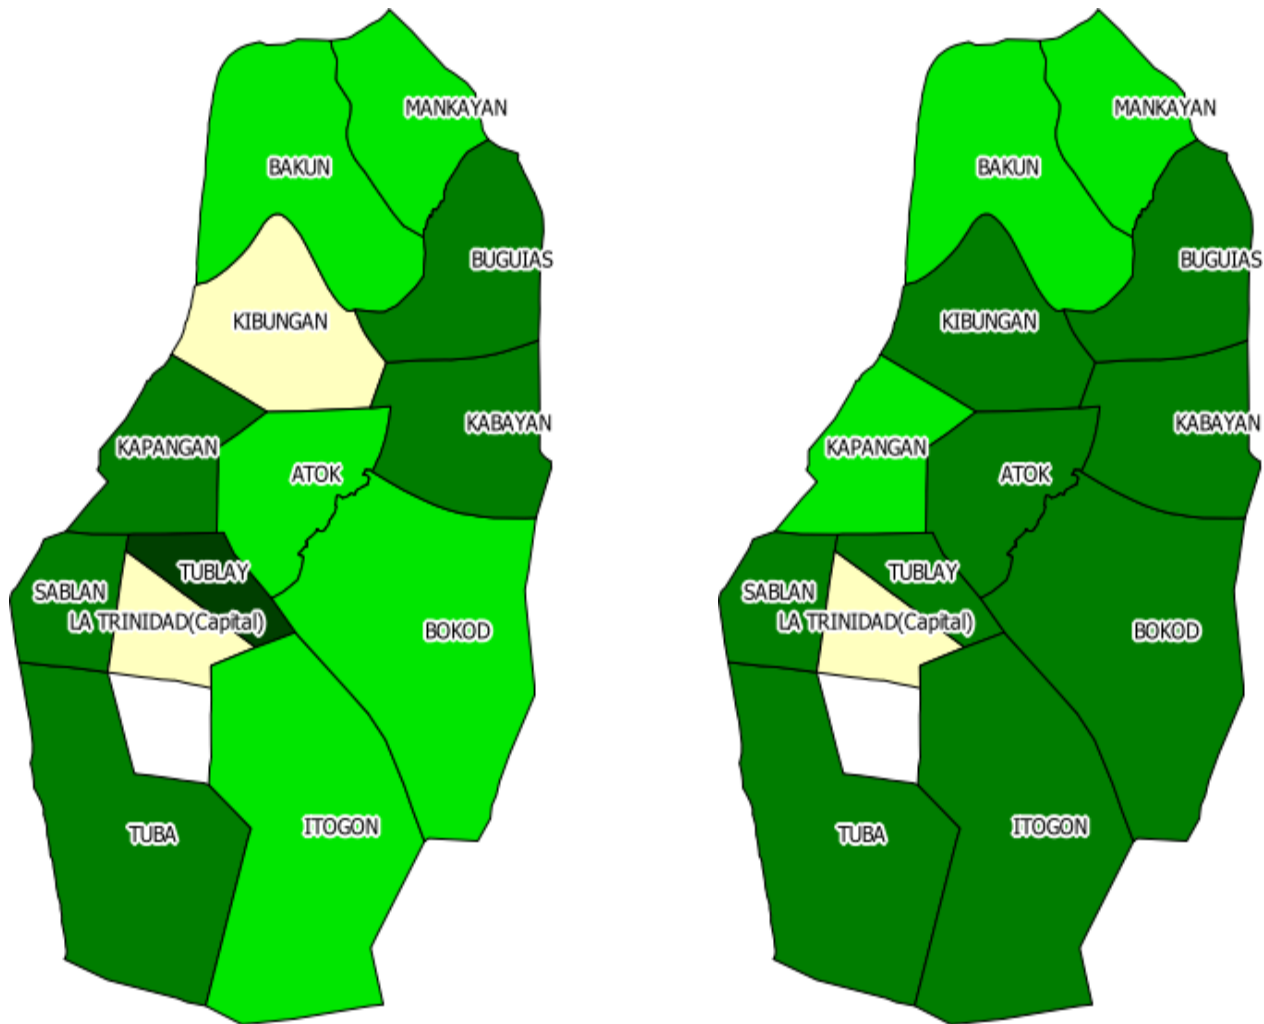 MANKAYAN
BAKUN
BUGUIAS
KIBUNGAN
KABAYAN
KAPANGAN
ATOK
TUBLAY
SABLAN
LA TRINIDAD(Capital)
BOKOD
ITOGON
TUBA
MANKAYAN
BAKUN
BUGUIAS
KIBUNGAN
KABAYAN
KAPANGAN
ATOK
TUBLAY
SABLAN
LA TRINIDAD(Capital)
BOKOD
ITOGON
TUBA